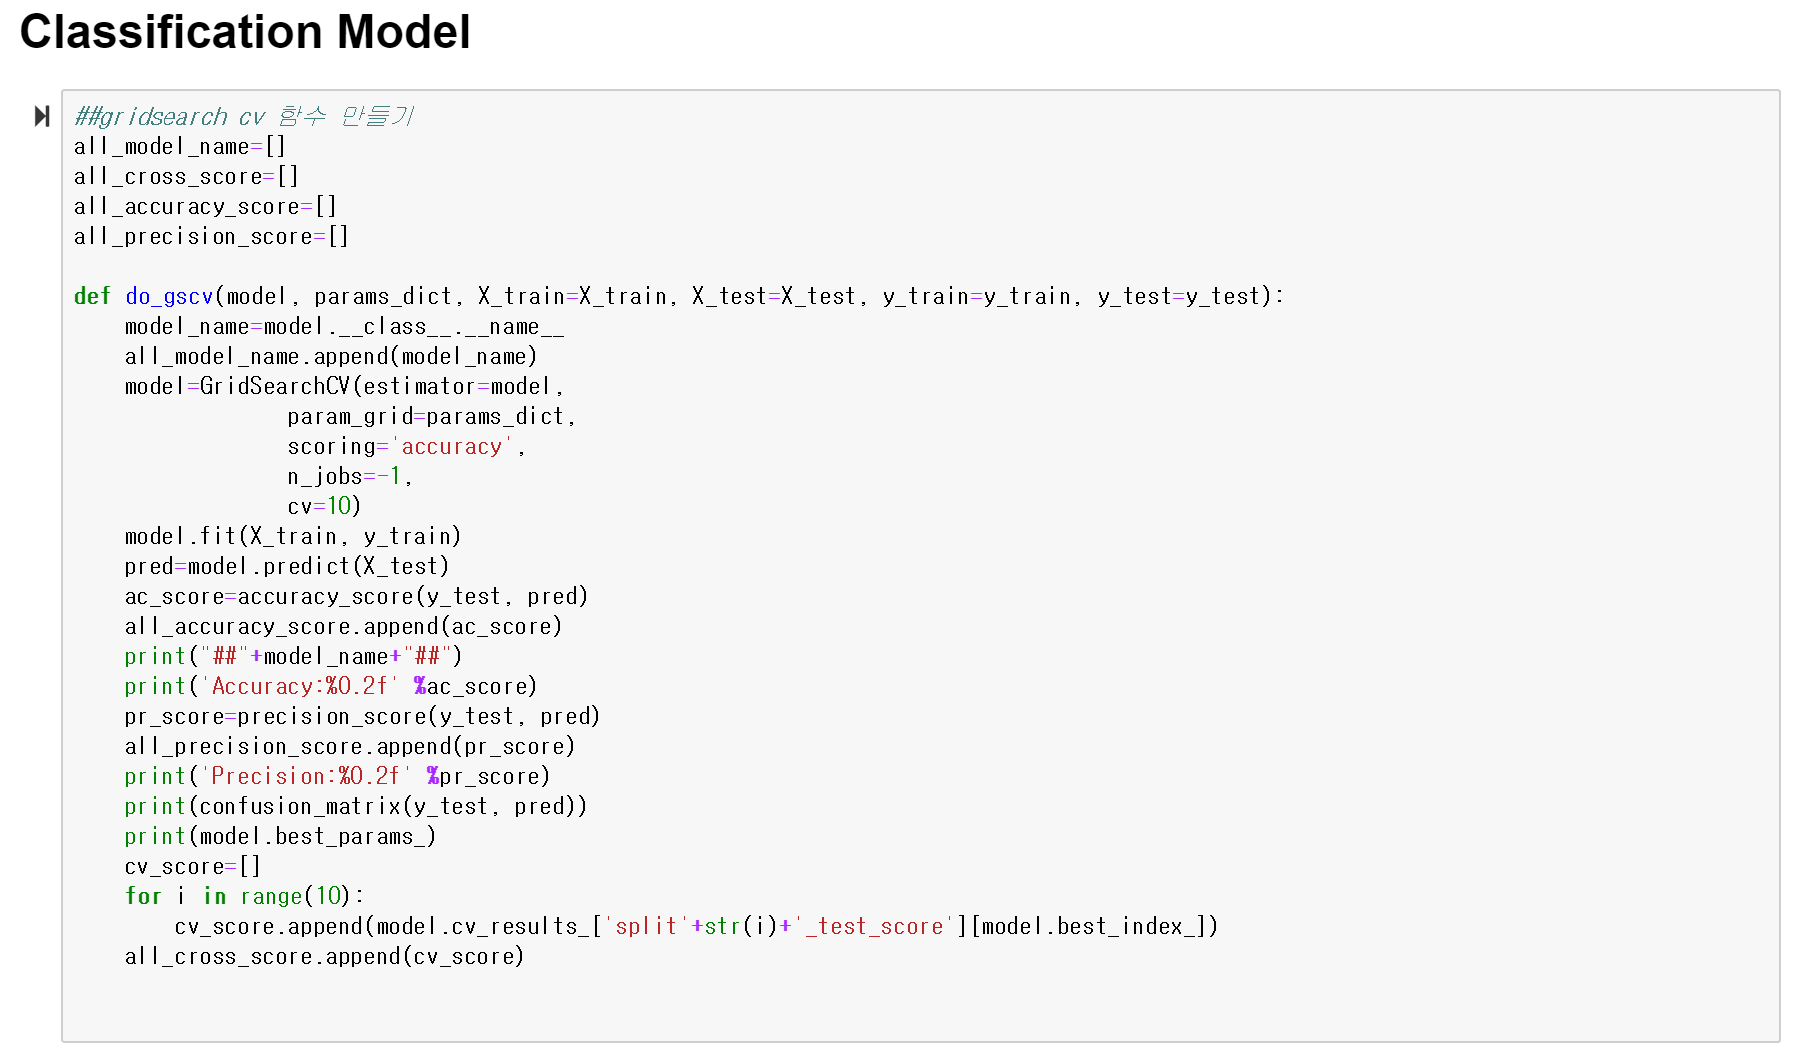 Classification Model
##gridsearch cv 함수 만들기
all_model_name=[]
all_cross_score=[]
all_accuracy_score=[]
all_precision_score=[]
def do_gscv(model, params_dict, X_train=X_train, X_test=X_test, y_train=y_train, y_test=y_test):
    model_name=model.__class__.__name__
    all_model_name.append(model_name)
    model=GridSearchCV(estimator=model,
                 param_grid=params_dict,
                 scoring='accuracy',
                 n_jobs=-1,
                 cv=10)
    model.fit(X_train, y_train)
    pred=model.predict(X_test)
    ac_score=accuracy_score(y_test, pred)
    all_accuracy_score.append(ac_score)
    print("##"+model_name+"##")
    print('Accuracy:%0.2f' %ac_score)
    pr_score=precision_score(y_test, pred)
    all_precision_score.append(pr_score)
    print('Precision:%0.2f' %pr_score)
    print(confusion_matrix(y_test, pred))
    print(model.best_params_)
    cv_score=[]
    for i in range(10):
        cv_score.append(model.cv_results_['split'+str(i)+'_test_score'][model.best_index_])
    all_cross_score.append(cv_score)